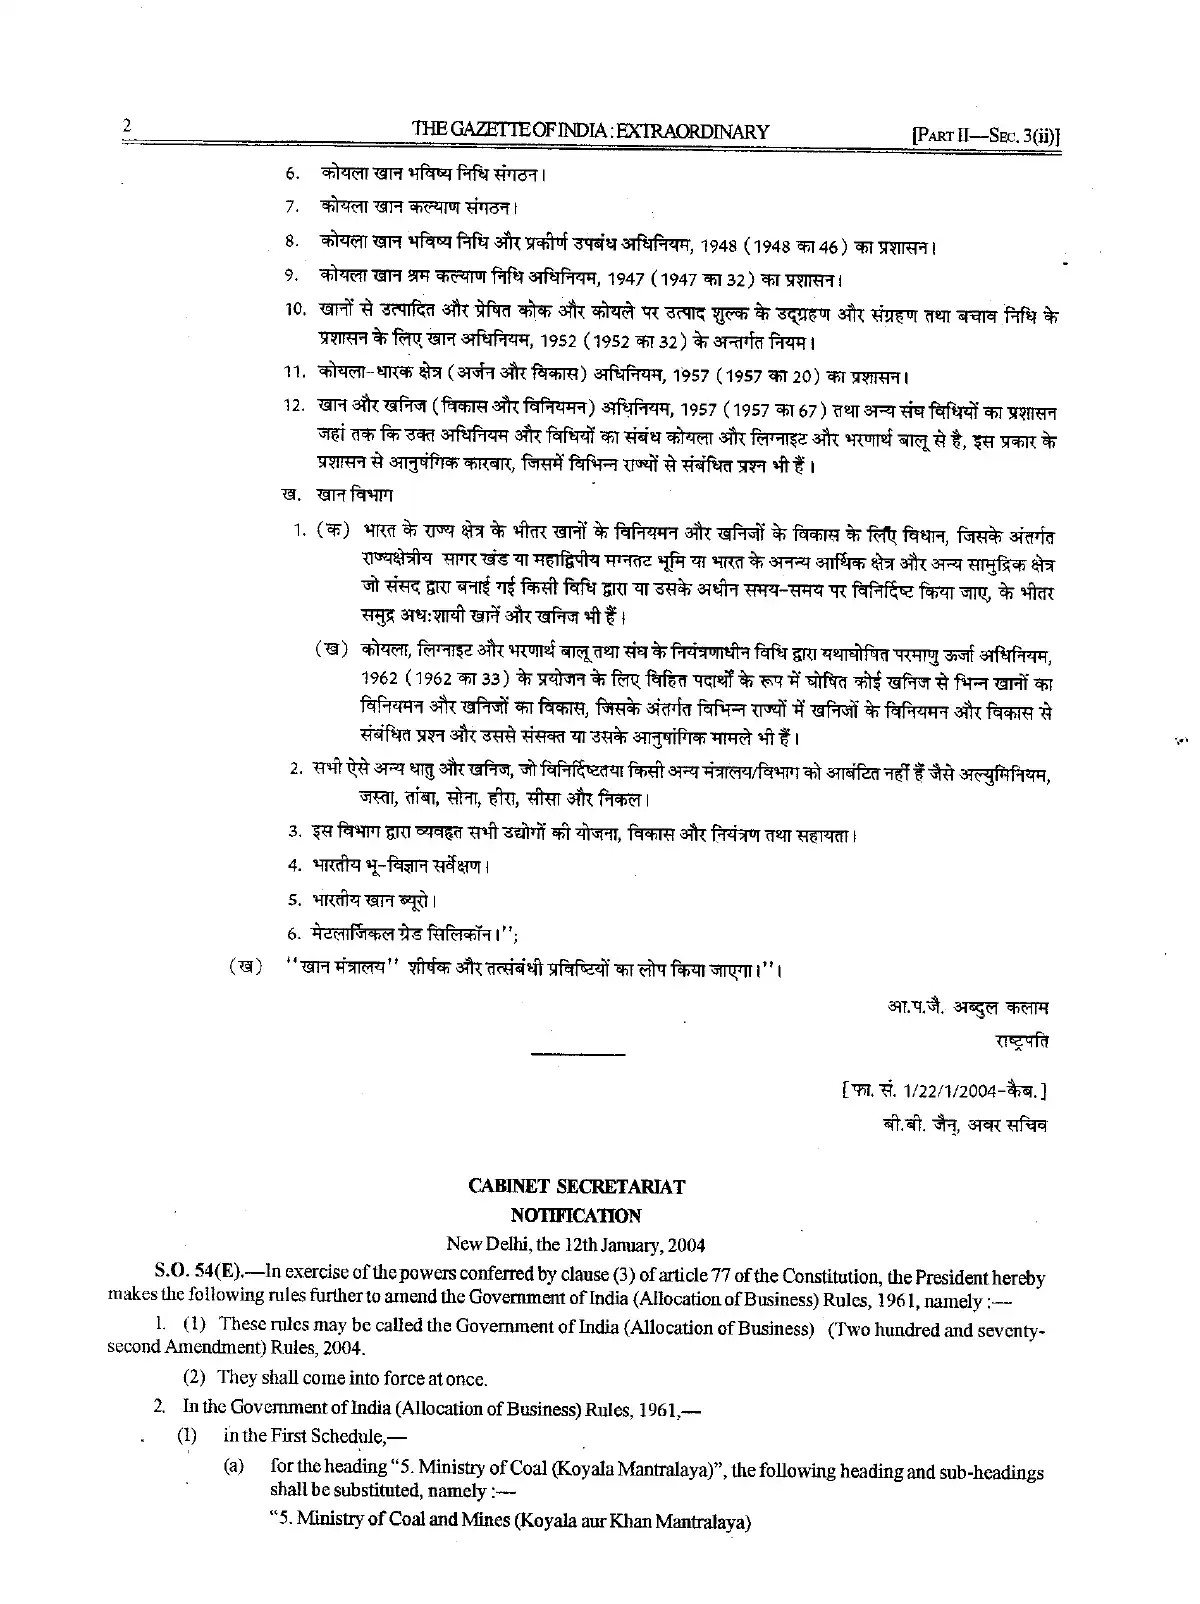 2
THE GAZETTE OF INDIA : EXTRAORDINARY
[PART II—SEC. 3(ii)]
6. कोयला खान भविष्य निधि संगठन।
7. कोयला खान कल्याण संगठन।
8. कोयला खान भविष्य निधि और प्रकीर्ण उपबंध अधिनियम, 1948 (1948 का 46) का प्रशासन।
9. कोयला खान श्रम कल्याण निधि अधिनियम, 1947 (1947 का 32) का प्रशासन।
10. खानों से उत्पादित और प्रेषित कोक और कोयले पर उत्पाद शुल्क के उद्ग्रहण और संग्रहण तथा बचाव निधि के
प्रशासन के लिए खान अधिनियम, 1952 (1952 का 32) के अन्तर्गत नियम।
11. कोयला-धारक क्षेत्र (अर्जन और विकास) अधिनियम, 1957 (1957 का 20) का प्रशासन।
12. खान और खनिज (विकास और विनियमन) अधिनियम, 1957 (1957 का 67) तथा अन्य संघ विधियों का प्रशासन
जहां तक कि उक्त अधिनियम और विधियों का संबंध कोयला और लिग्नाइट और भरणार्थ बालू से है, इस प्रकार के
प्रशासन से आनुषंगिक कारबार, जिसमें विभिन्न राज्यों से संबंधित प्रश्न भी हैं।
ख. खान विभाग
1. (क) भारत के राज्य क्षेत्र के भीतर खानों के विनियमन और खनिजों के विकास के लिए विधान, जिसके अंतर्गत
राज्यक्षेत्रीय सागर खंड या महाद्विपीय मग्नतट भूमि या भारत के अनन्य आर्थिक क्षेत्र और अन्य सामुद्रिक क्षेत्र
जो संसद द्वारा बनाई गई किसी विधि द्वारा या उसके अधीन समय-समय पर विनिर्दिष्ट किया जाए, के भीतर
समुद्र अध:शायी खानें और खनिज भी हैं।
(ख) कोयला, लिग्नाइट और भरणार्थ बालू तथा संघ के नियंत्रणाधीन विधि द्वारा यथाघोषित परमाणु ऊर्जा अधिनियम,
1962 (1962 का 33) के प्रयोजन के लिए विहित पदार्थों के रूप में घोषित कोई खनिज से भिन्न खानों का
विनियमन और खनिजों का विकास, जिसके अंतर्गत विभिन्न राज्यों में खनिजों के विनियमन और विकास से
संबंधित प्रश्न और उससे संसक्त या उसके आनुषांगिक मामले भी हैं।
2. सभी ऐसे अन्य धातु और खनिज, जो विनिर्दिष्टतया किसी अन्य मंत्रालय/विभाग को आबंटित नहीं हैं जैसे अल्युमिनियम,
जस्ता, तांबा, सोना, हीरा, सीसा और निकल।
3. इस विभाग द्वारा व्यवहृत सभी उद्योगों की योजना, विकास और नियंत्रण तथा सहायता।
4. भारतीय भू-विज्ञान सर्वेक्षण।
5. भारतीय खान ब्यूरो।
6. मेटलार्जिकल ग्रेड सिलिकॉन।'';
(ख) ''खान मंत्रालय'' शीर्षक और तत्संबंधी प्रविष्टियों का लोप किया जाएगा।''।
आ.प.जै. अब्दुल कलाम
राष्ट्रपति
[फा. सं. 1/22/1/2004-कैब.]
बी.बी. जैन, अवर सचिव
CABINET SECRETARIAT
NOTIFICATION
New Delhi, the 12th January, 2004
S.O. 54(E).—In exercise of the powers conferred by clause (3) of article 77 of the Constitution, the President hereby
makes the following rules further to amend the Government of India (Allocation of Business) Rules, 1961, namely :—
1. (1) These rules may be called the Government of India (Allocation of Business) (Two hundred and seventy-
second Amendment) Rules, 2004.
(2) They shall come into force at once.
2. In the Government of India (Allocation of Business) Rules, 1961,—
(1) in the First Schedule,—
(a) for the heading "5. Ministry of Coal (Koyala Mantralaya)", the following heading and sub-headings
shall be substituted, namely :—
"5. Ministry of Coal and Mines (Koyala aur Khan Mantralaya)